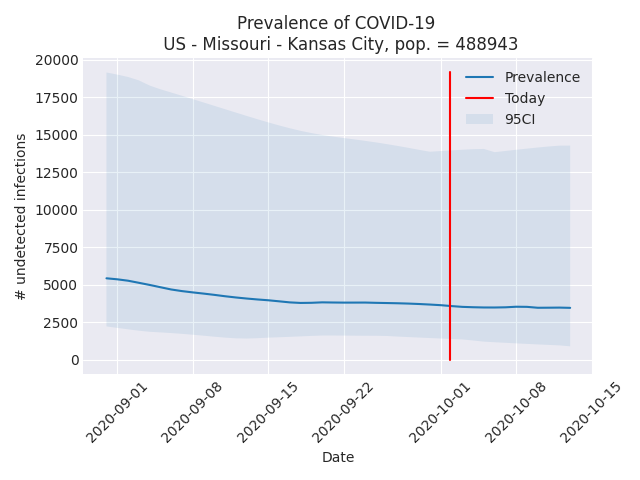 Prevalence of COVID-19
US - Missouri - Kansas City, pop. = 488943
Prevalence
Today
95CI
# undetected infections
20000
17500
15000
12500
10000
7500
5000
2500
0
2020-09-01
2020-09-08
2020-09-15
2020-09-22
2020-10-01
2020-10-08
2020-10-15
Date